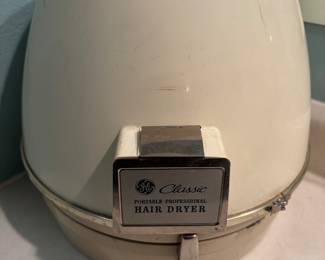 GE Classic
PORTABLE PROFESSIONAL
HAIR DRYER